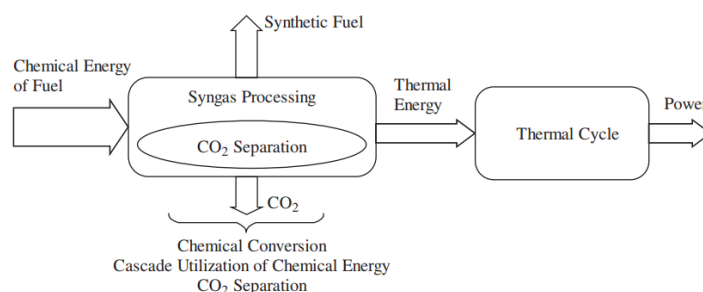 Synthetic Fuel
Chemical Energy
of Fuel
Syngas Processing
CO₂ Separation
Thermal
Energy
Thermal Cycle
Power
CO₂
Chemical Conversion
Cascade Utilization of Chemical Energy
CO₂ Separation